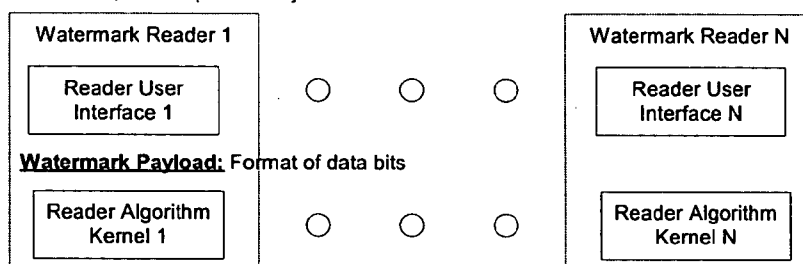 Watermark Reader 1
Watermark Reader N
Reader User
Interface 1
Reader User
Interface N
Watermark Payload: Format of data bits
Reader Algorithm
Kernel 1
Reader Algorithm
Kernel N